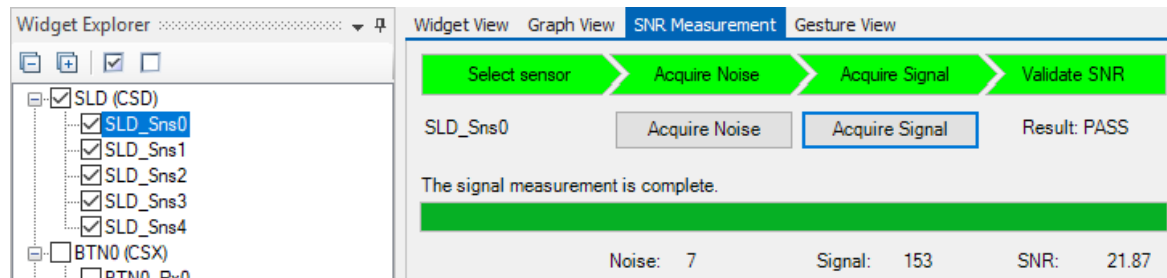 Widget Explorer
SLD (CSD)
SLD_Sns0
SLD_Sns1
SLD_Sns2
SLD_Sns3
SLD_Sns4
BTN0 (CSX)
BTN0_Rx0
Widget View Graph View SNR Measurement Gesture View
Select sensor Acquire Noise Acquire Signal Validate SNR
SLD_Sns0 Acquire Noise Acquire Signal Result: PASS
The signal measurement is complete.
Noise: 7 Signal: 153 SNR: 21.87